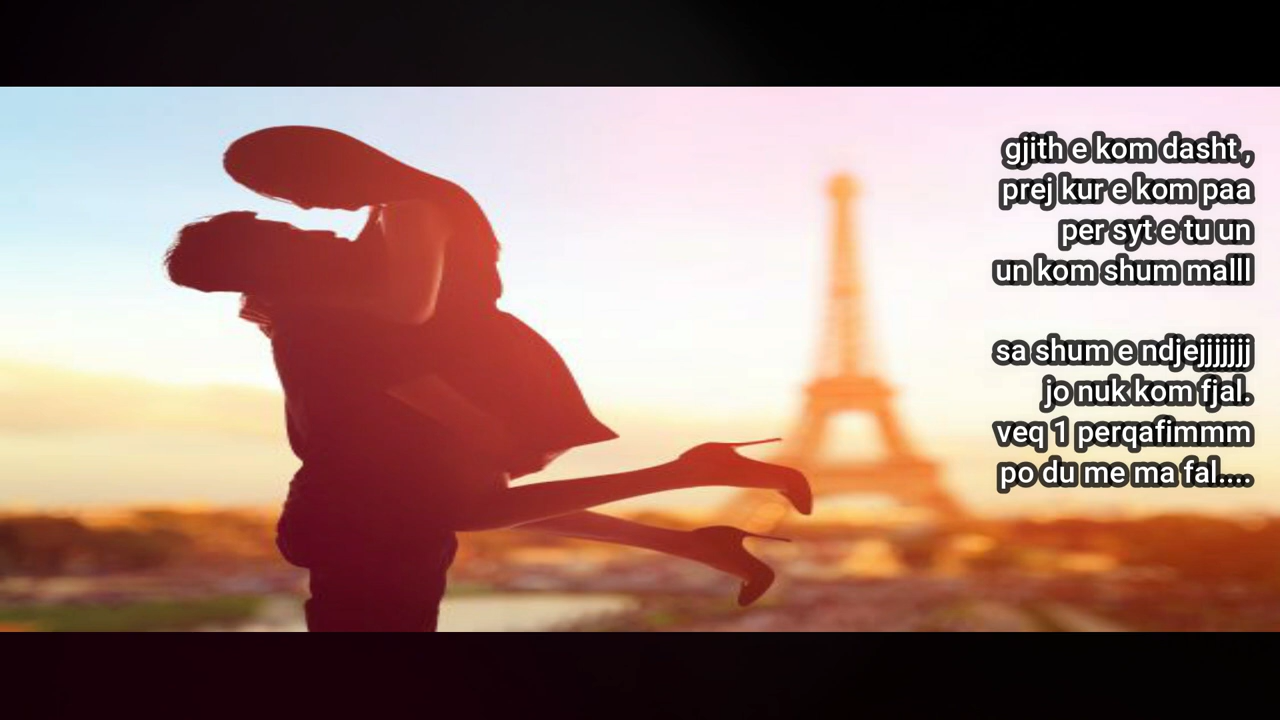 gjith e kom dasht ,
prej kur e kom paa
per syt e tu un
un kom shum malll
sa shum e ndjejjjjjjj
jo nuk kom fjal.
veq 1 perqafimmm
po du me ma fal....